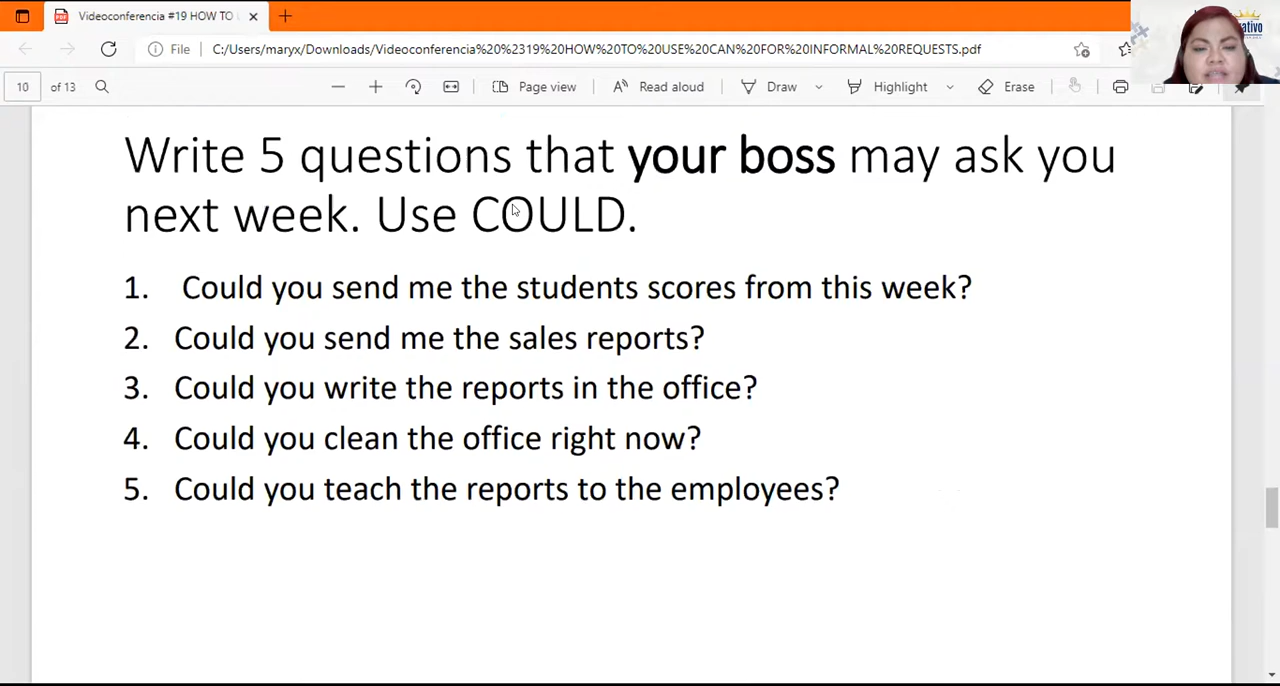 Videoconferencia #19 HOW TO
File
C:/Users/maryx/Downloads/Videoconferencia%20%2319%20HOW%20TO%20USE%20CAN%20FOR%20INFORMAL%20REQUESTS.pdf
10 of 13
Page view
Read aloud
Draw
Highlight
Erase
Write 5 questions that your boss may ask you
next week. Use COULD.
1. Could you send me the students scores from this week?
2. Could you send me the sales reports?
3. Could you write the reports in the office?
4. Could you clean the office right now?
5. Could you teach the reports to the employees?